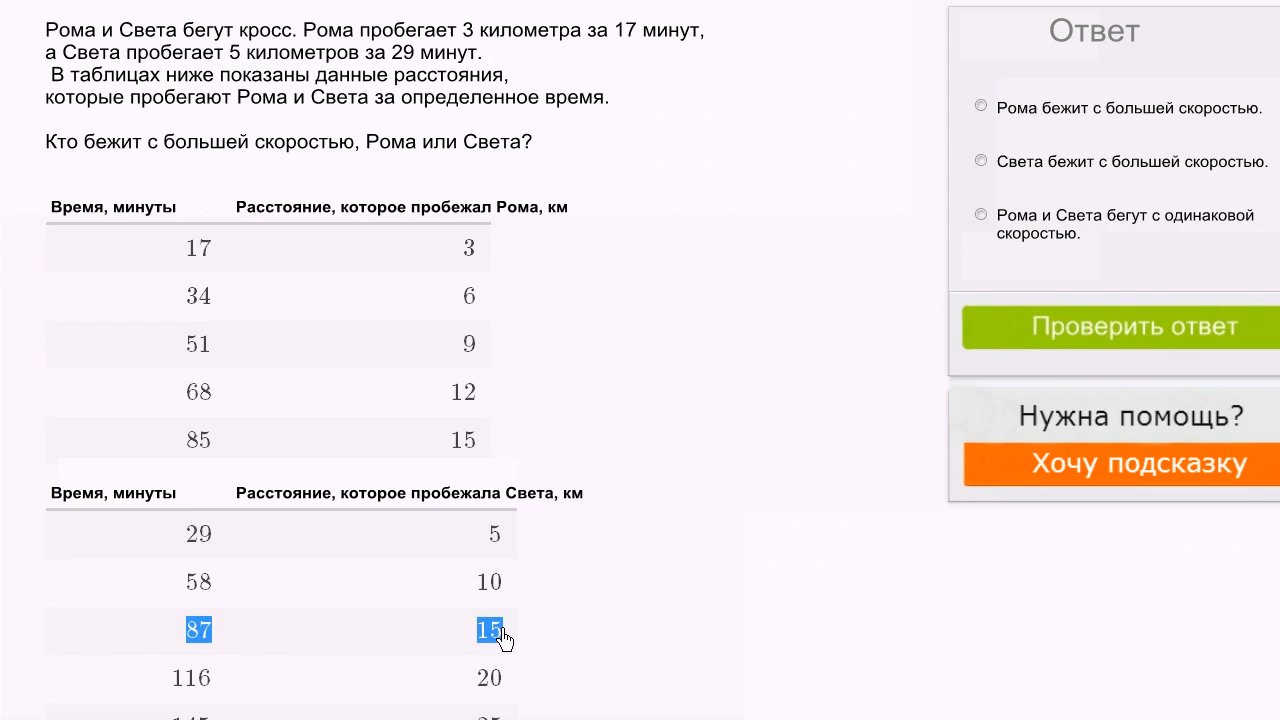 Рома и Света бегут кросс. Рома пробегает 3 километра за 17 минут,
а Света пробегает 5 километров за 29 минут.
В таблицах ниже показаны данные расстояния,
которые пробегают Рома и Света за определенное время.
Кто бежит с большей скоростью, Рома или Света?
Время, минуты Расстояние, которое пробежал Рома, км
17 3
34 6
51 9
68 12
85 15
Время, минуты Расстояние, которое пробежала Света, км
29 5
58 10
87 15
116 20
Ответ
Рома бежит с большей скоростью.
Света бежит с большей скоростью.
Рома и Света бегут с одинаковой
скоростью.
Проверить ответ
Нужна помощь?
Хочу подсказку